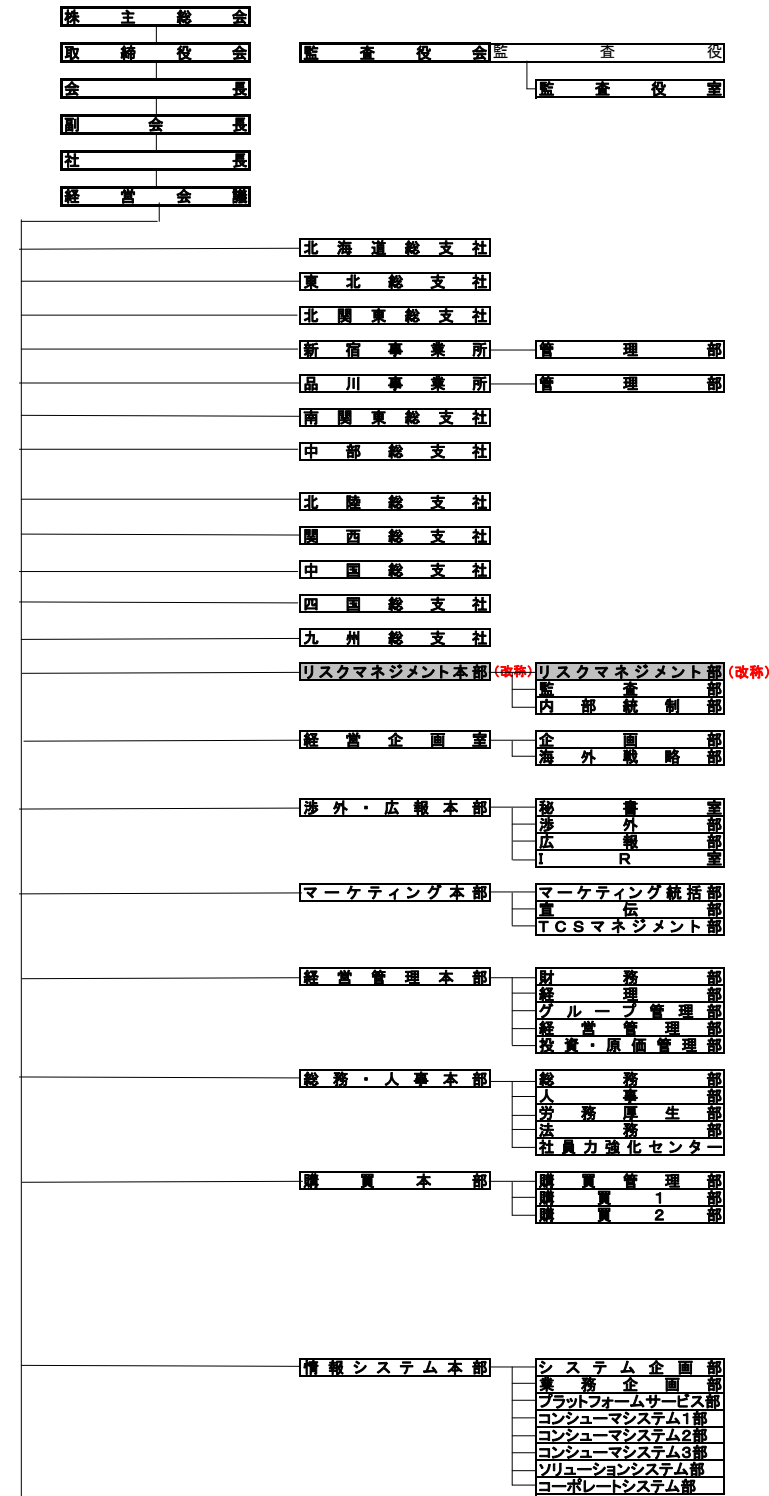 株主総会
取締役会 監査役会 監査役
会長 監査役室
副会長
社長
経営会議
北海道総支社
東北総支社
北関東総支社
新宿事業所 管理部
品川事業所 管理部
南関東総支社
中部総支社
北陸総支社
関西総支社
中国総支社
四国総支社
九州総支社
リスクマネジメント本部 (改称) リスクマネジメント部 (改称)
監査部
内部統制部
経営企画室 企画部
海外戦略部
渉外・広報本部 秘書室
渉外部
広報部
IR室
マーケティング本部 マーケティング統括部
宣伝部
TCSマネジメント部
経営管理本部 財務部
経理部
グループ管理部
経営管理部
投資・原価管理部
総務・人事本部 総務部
人事部
労務厚生部
法務部
社員力強化センター
購買本部 購買管理部
購買1部
購買2部
情報システム本部 システム企画部
業務企画部
プラットフォームサービス部
コンシューマシステム1部
コンシューマシステム2部
コンシューマシステム3部
ソリューションシステム部
コーポレートシステム部